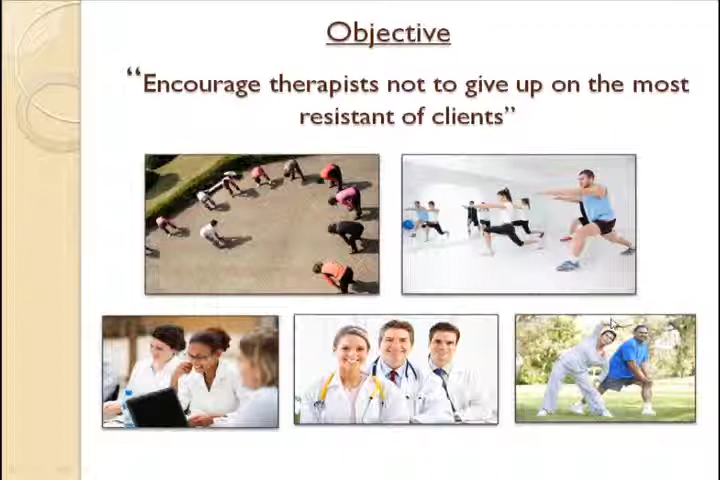 Objective
“Encourage therapists not to give up on the most
resistant of clients”